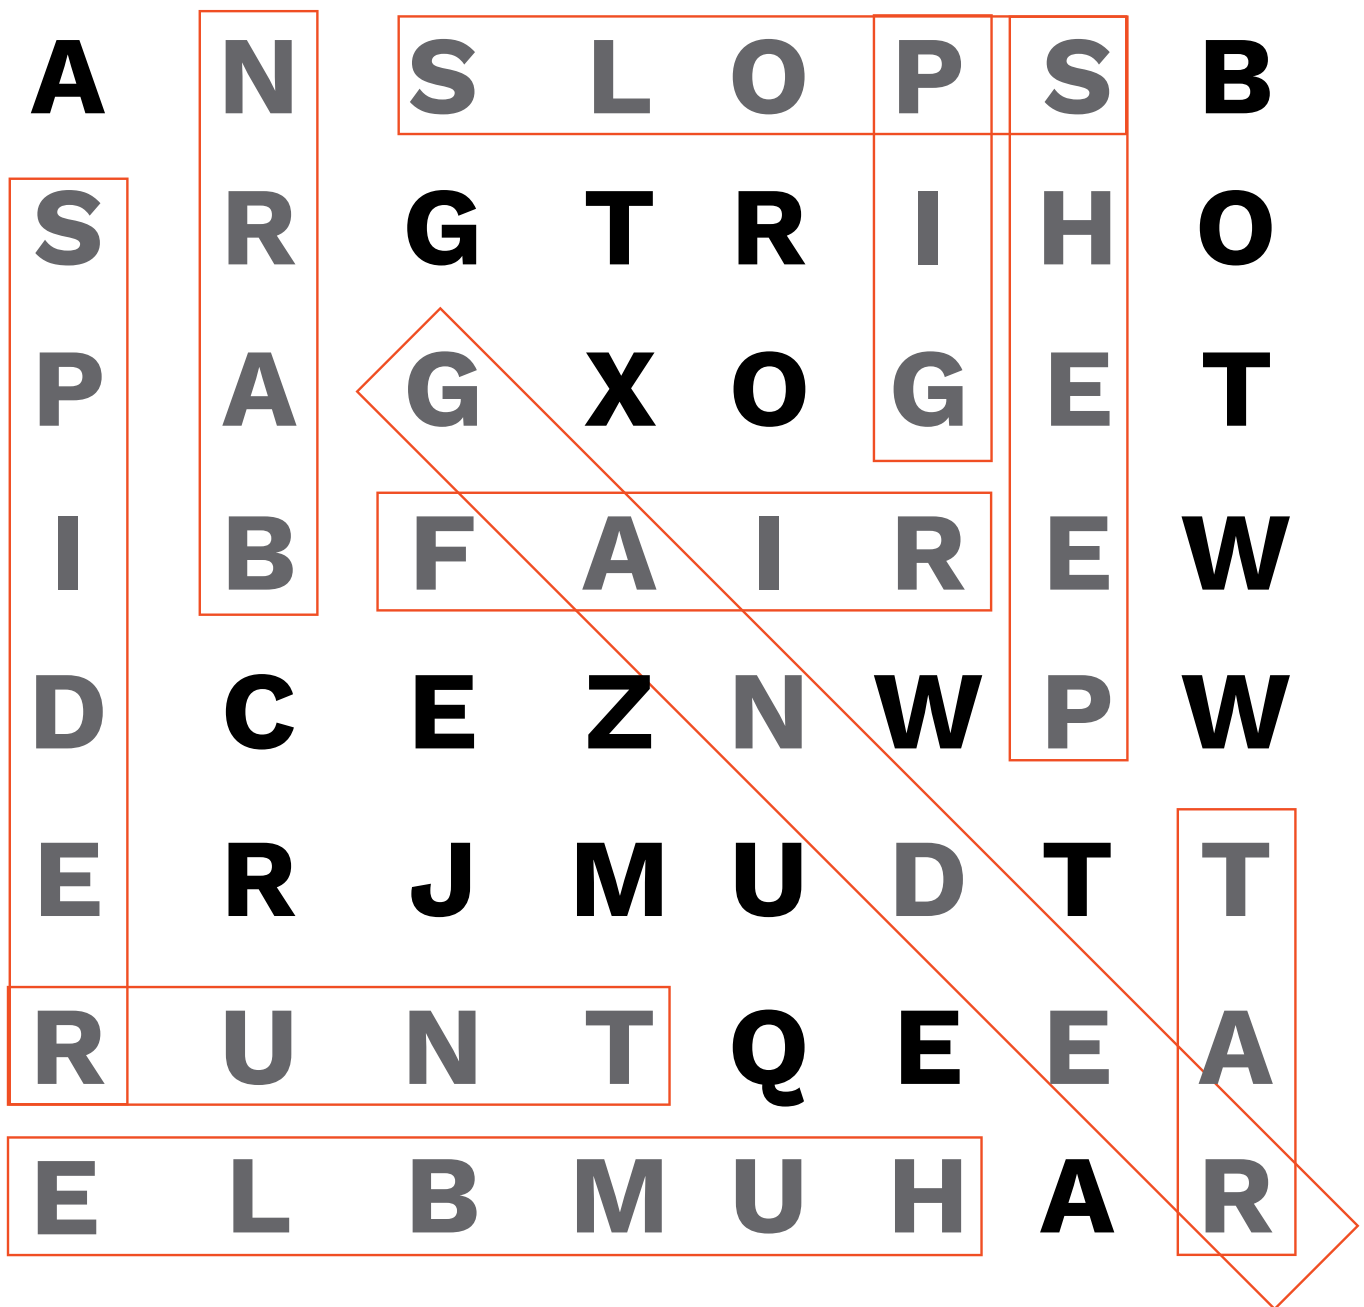 A N S L O P S B
S R G T R I H O
P A G X O G E T
I B F A I R E W
D C E Z N W P W
E R J M U D T T
R U N T Q E E A
E L B M U H A R